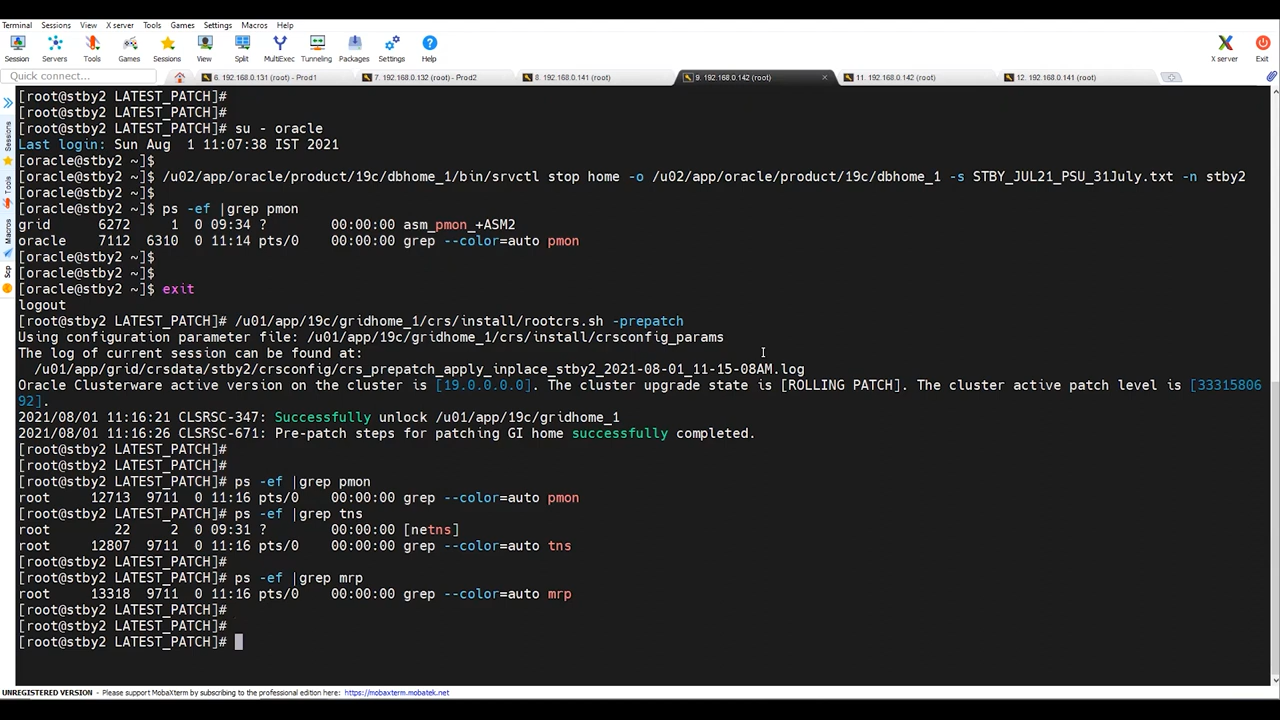 Terminal Sessions View X server Tools Games Settings Macros Help
Session Servers Tools Games Sessions View Split MultiExec Tunneling Packages Settings Help X server Exit
Quick connect... 6. 192.168.0.131 (root) - Prod1 7. 192.168.0.132 (root) - Prod2 8. 192.168.0.141 (root) 9. 192.168.0.142 (root) 11. 192.168.0.142 (root) 12. 192.168.0.141 (root)
Sessions
Tools
Macros
Scp
[root@stby2 LATEST_PATCH]#
[root@stby2 LATEST_PATCH]#
[root@stby2 LATEST_PATCH]# su - oracle
Last login: Sun Aug  1 11:07:38 IST 2021
[oracle@stby2 ~]$
[oracle@stby2 ~]$ /u02/app/oracle/product/19c/dbhome_1/bin/srvctl stop home -o /u02/app/oracle/product/19c/dbhome_1 -s STBY_JUL21_PSU_31July.txt -n stby2
[oracle@stby2 ~]$
[oracle@stby2 ~]$ ps -ef |grep pmon
grid      6272     1  0 09:34 ?        00:00:00 asm_pmon_+ASM2
oracle    7112  6310  0 11:14 pts/0    00:00:00 grep --color=auto pmon
[oracle@stby2 ~]$
[oracle@stby2 ~]$
[oracle@stby2 ~]$ exit
logout
[root@stby2 LATEST_PATCH]# /u01/app/19c/gridhome_1/crs/install/rootcrs.sh -prepatch
Using configuration parameter file: /u01/app/19c/gridhome_1/crs/install/crsconfig_params
The log of current session can be found at:
  /u01/app/grid/crsdata/stby2/crsconfig/crs_prepatch_apply_inplace_stby2_2021-08-01_11-15-08AM.log
Oracle Clusterware active version on the cluster is [19.0.0.0.0]. The cluster upgrade state is [ROLLING PATCH]. The cluster active patch level is [33315806
92].
2021/08/01 11:16:21 CLSRSC-347: Successfully unlock /u01/app/19c/gridhome_1
2021/08/01 11:16:26 CLSRSC-671: Pre-patch steps for patching GI home successfully completed.
[root@stby2 LATEST_PATCH]#
[root@stby2 LATEST_PATCH]#
[root@stby2 LATEST_PATCH]# ps -ef |grep pmon
root     12713  9711  0 11:16 pts/0    00:00:00 grep --color=auto pmon
[root@stby2 LATEST_PATCH]# ps -ef |grep tns
root        22     2  0 09:31 ?        00:00:00 [netns]
root     12807  9711  0 11:16 pts/0    00:00:00 grep --color=auto tns
[root@stby2 LATEST_PATCH]#
[root@stby2 LATEST_PATCH]# ps -ef |grep mrp
root     13318  9711  0 11:16 pts/0    00:00:00 grep --color=auto mrp
[root@stby2 LATEST_PATCH]#
[root@stby2 LATEST_PATCH]#
[root@stby2 LATEST_PATCH]#
UNREGISTERED VERSION - Please support MobaXterm by subscribing to the professional edition here: https://mobaxterm.mobatek.net